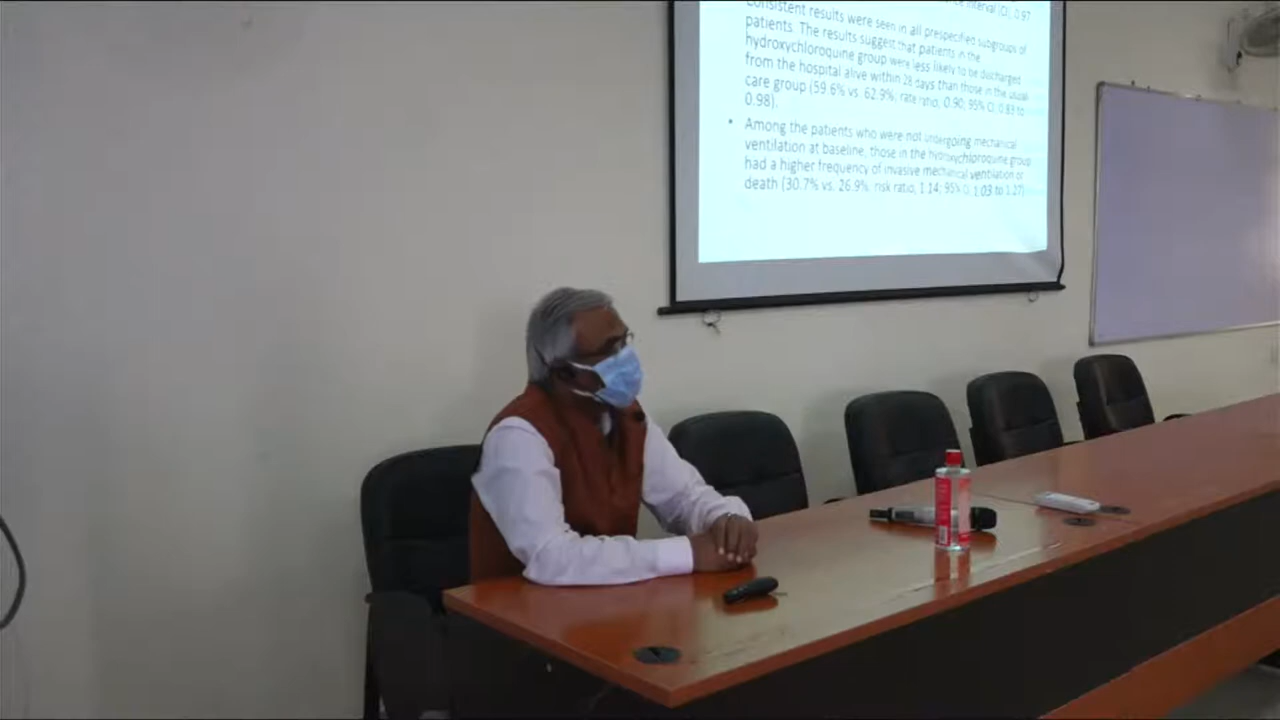 interval (CI), 0.97
Consistent results were seen in all prespecified subgroups of
patients. The results suggest that patients in the
hydroxychloroquine group were less likely to be discharged
from the hospital alive within 28 days than those in the usual
care group (59.6% vs. 62.9%; rate ratio, 0.90; 95% CI, 0.83 to
0.98).
• Among the patients who were not undergoing mechanical
ventilation at baseline, those in the hydroxychloroquine group
had a higher frequency of invasive mechanical ventilation or
death (30.7% vs. 26.9%; risk ratio, 1.14; 95% CI, 1.03 to 1.27)